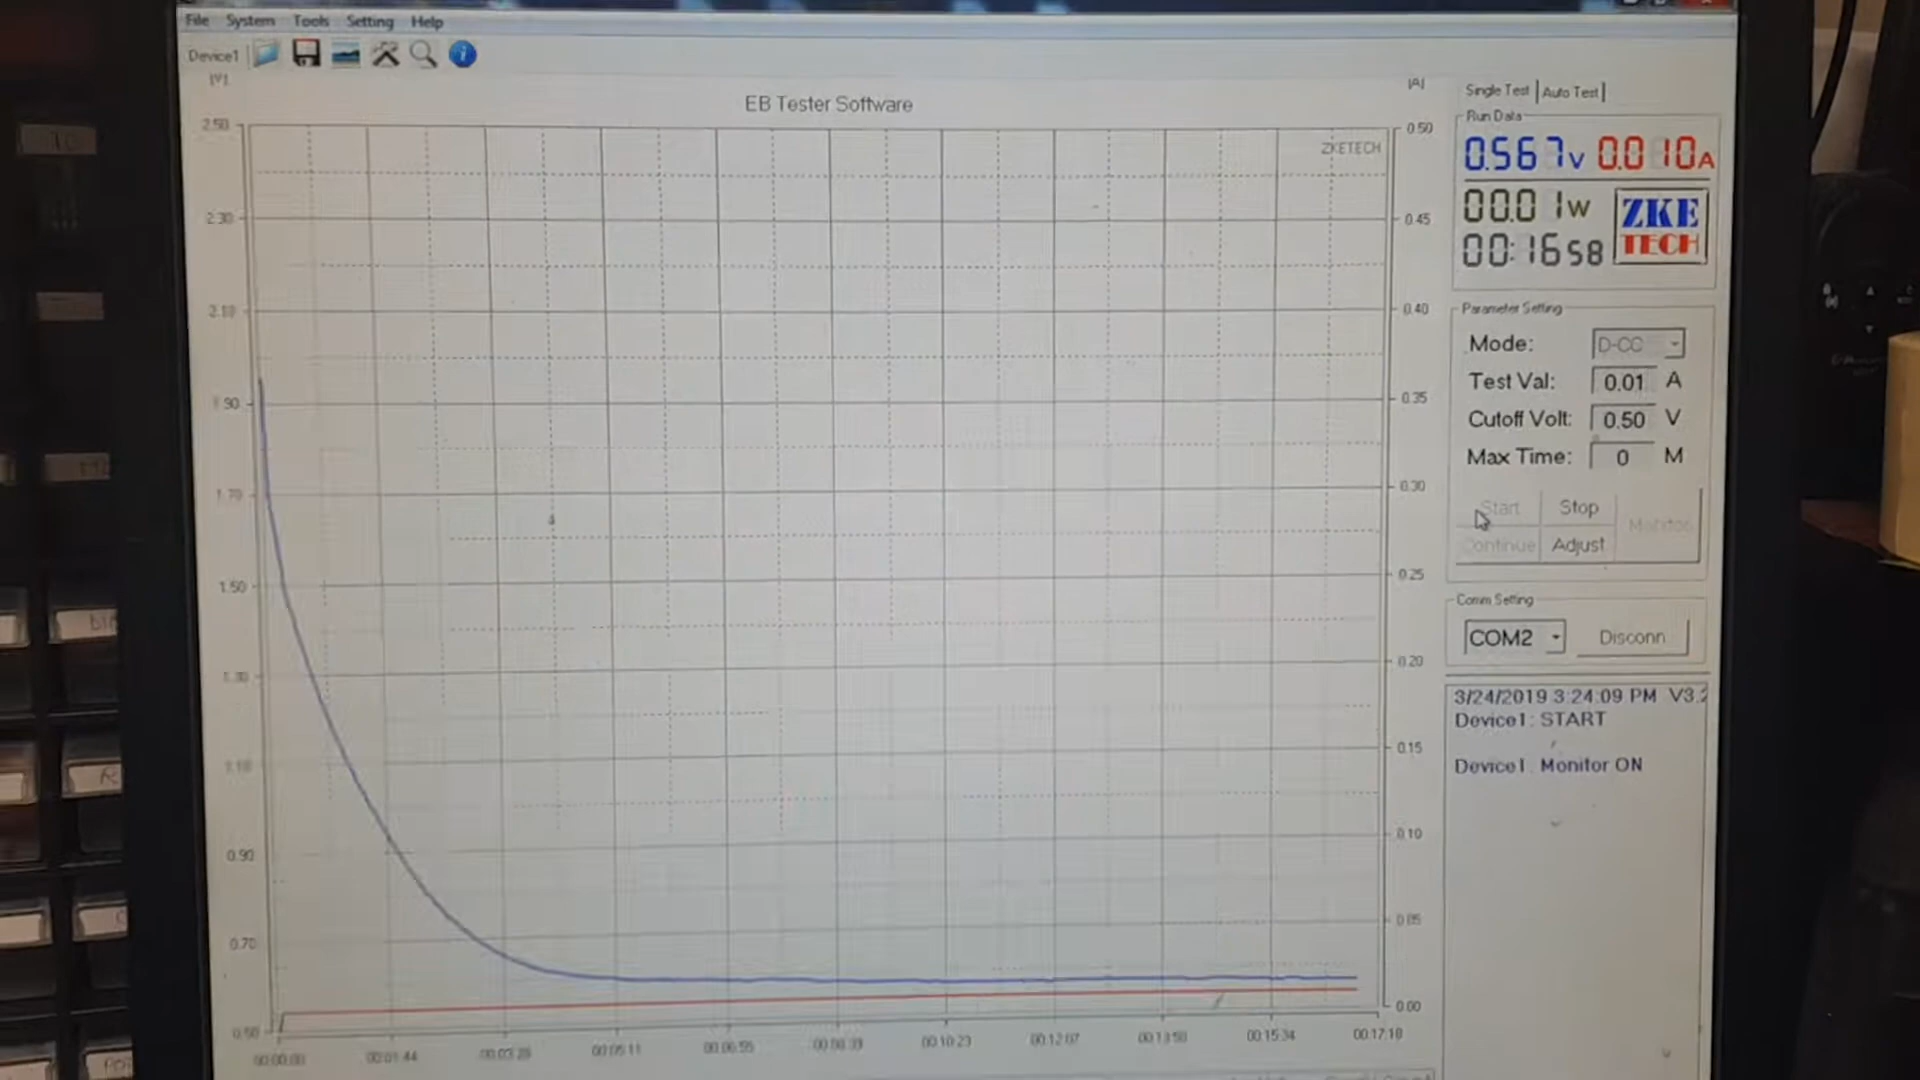 File System Tools Setting Help
Device1
[V]
[A]
EB Tester Software
ZKETECH
2.50
2.30
2.10
1.90
1.70
1.50
1.30
1.10
0.90
0.70
0.50
0.50
0.45
0.40
0.35
0.30
0.25
0.20
0.15
0.10
0.05
0.00
00:00:00 00:01:44 00:03:28 00:05:11 00:06:55 00:08:39 00:10:23 00:12:07 00:13:50 00:15:34 00:17:18
Single Test Auto Test
Run Data
0.567V 0.010A
00.01W
00:16 58
ZKE
TECH
Parameter Setting
Mode: D-CC
Test Val: 0.01 A
Cutoff Volt: 0.50 V
Max Time: 0 M
Start Stop
Monitor
Continue Adjust
Comm Setting
COM2 Disconn
3/24/2019 3:24:09 PM V3.2
Device1: START
Device1: Monitor ON